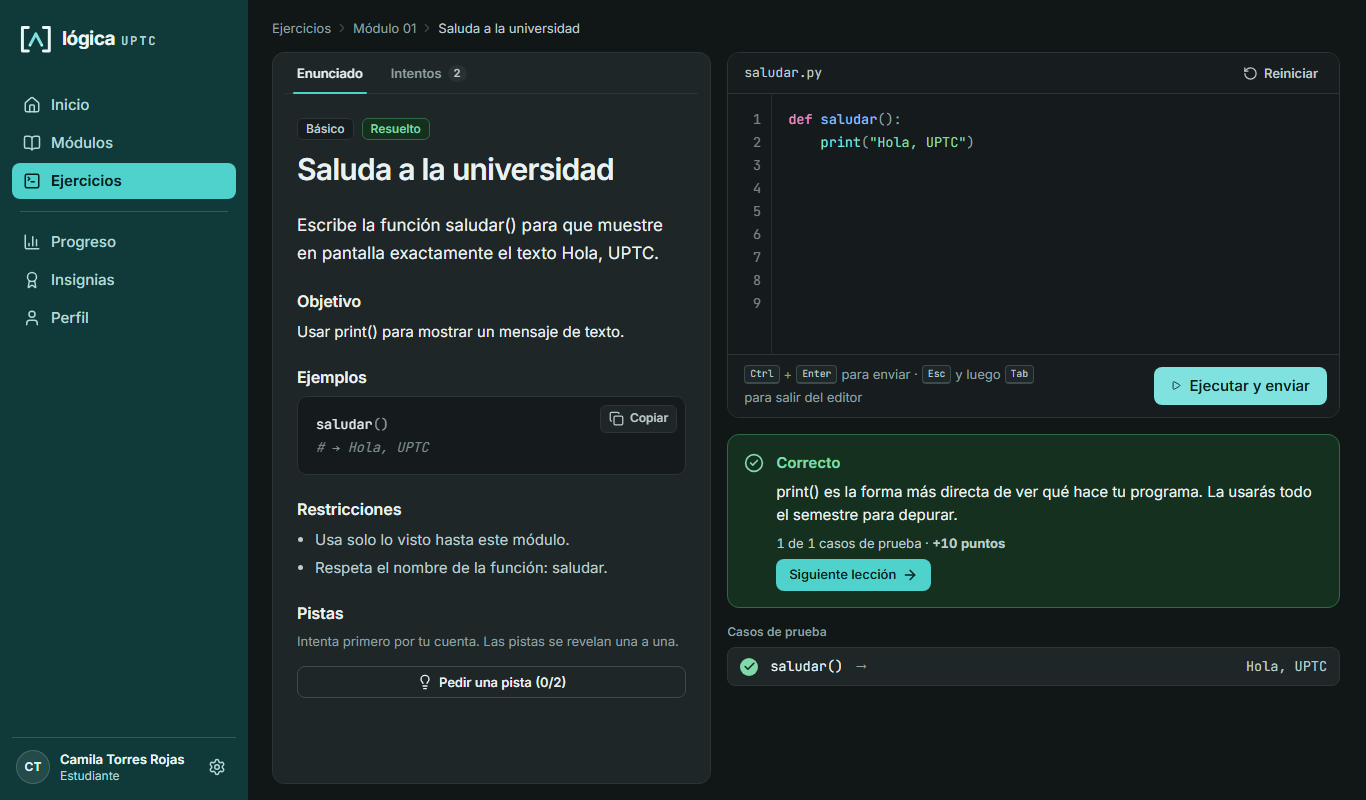 lógica UPTC
Inicio
Módulos
Ejercicios
Progreso
Insignias
Perfil
CT
Camila Torres Rojas
Estudiante
Ejercicios > Módulo 01 > Saluda a la universidad
Enunciado Intentos 2
Básico Resuelto
Saluda a la universidad
Escribe la función saludar() para que muestre
en pantalla exactamente el texto Hola, UPTC.
Objetivo
Usar print() para mostrar un mensaje de texto.
Ejemplos
Copiar
saludar()
# → Hola, UPTC
Restricciones
• Usa solo lo visto hasta este módulo.
• Respeta el nombre de la función: saludar.
Pistas
Intenta primero por tu cuenta. Las pistas se revelan una a una.
Pedir una pista (0/2)
saludar.py Reiniciar
1 def saludar():
2     print("Hola, UPTC")
3
4
5
6
7
8
9
Ctrl + Enter para enviar · Esc y luego Tab
para salir del editor
Ejecutar y enviar
Correcto
print() es la forma más directa de ver qué hace tu programa. La usarás todo
el semestre para depurar.
1 de 1 casos de prueba · +10 puntos
Siguiente lección →
Casos de prueba
saludar() → Hola, UPTC